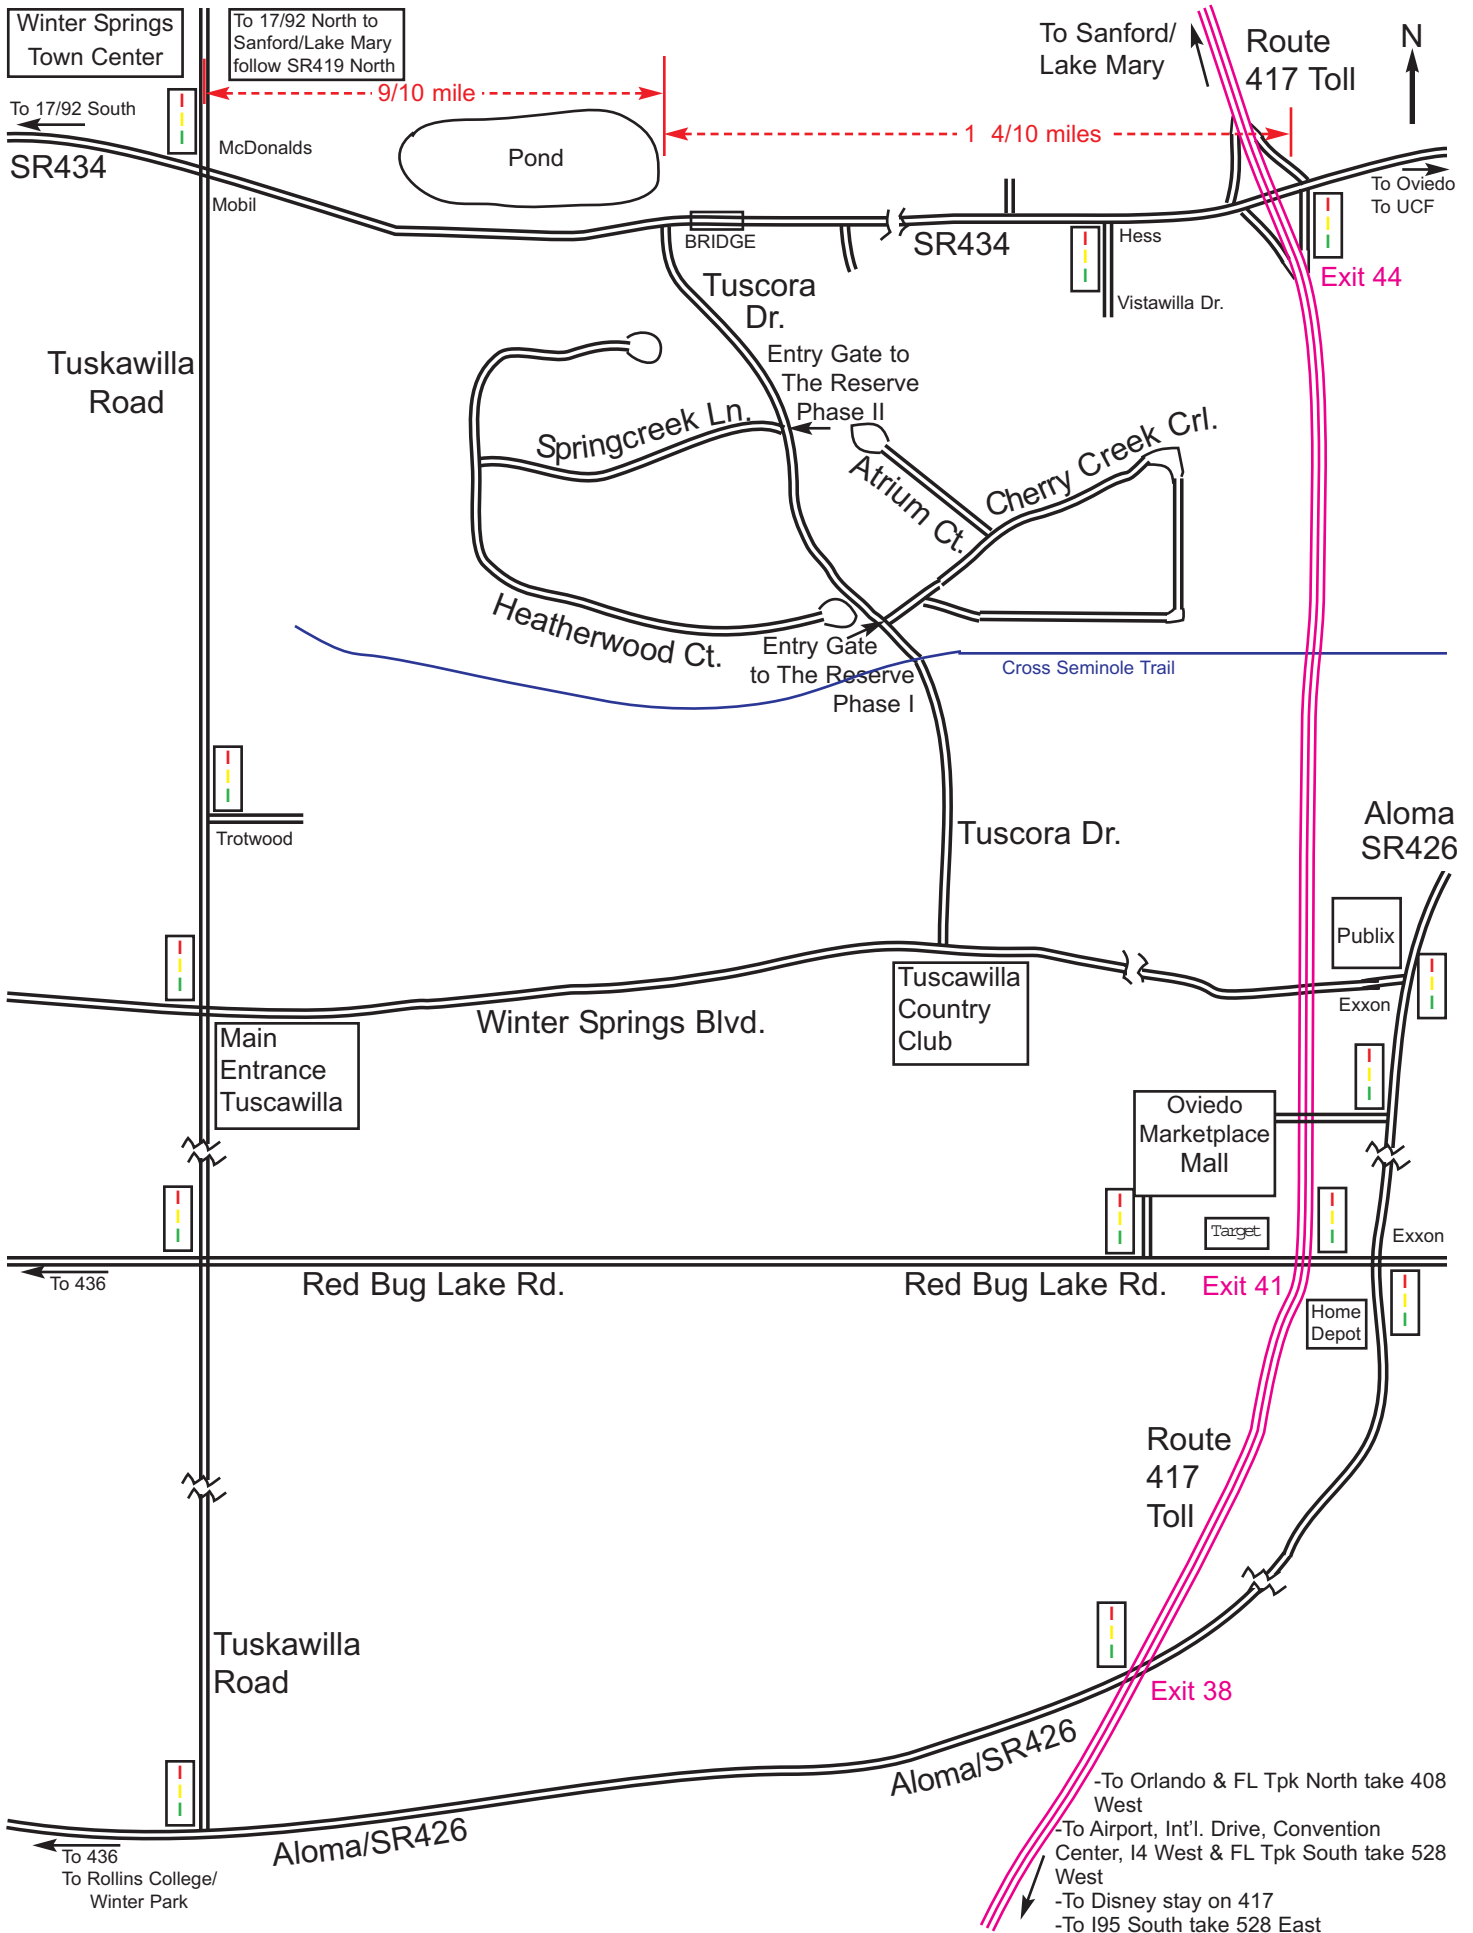 Winter Springs
Town Center
To 17/92 North to
Sanford/Lake Mary
follow SR419 North
To Sanford/
Lake Mary
Route
417 Toll
N
9/10 mile
1 4/10 miles
To 17/92 South
SR434
McDonalds
Mobil
Pond
BRIDGE
SR434
Hess
To Oviedo
To UCF
Exit 44
Vistawilla Dr.
Tuscora
Dr.
Tuskawilla
Road
Entry Gate to
The Reserve
Phase II
Springcreek Ln.
Atrium Ct.
Cherry Creek Crl.
Heatherwood Ct.
Entry Gate
to The Reserve
Phase I
Cross Seminole Trail
Trotwood
Tuscora Dr.
Aloma
SR426
Publix
Exxon
Tuscawilla
Country
Club
Winter Springs Blvd.
Main
Entrance
Tuscawilla
Oviedo
Marketplace
Mall
Target
Exxon
To 436
Red Bug Lake Rd.
Red Bug Lake Rd.
Exit 41
Home
Depot
Route
417
Toll
Tuskawilla
Road
Exit 38
Aloma/SR426
Aloma/SR426
To 436
To Rollins College/
Winter Park
-To Orlando & FL Tpk North take 408
West
-To Airport, Int'l. Drive, Convention
Center, I4 West & FL Tpk South take 528
West
-To Disney stay on 417
-To I95 South take 528 East